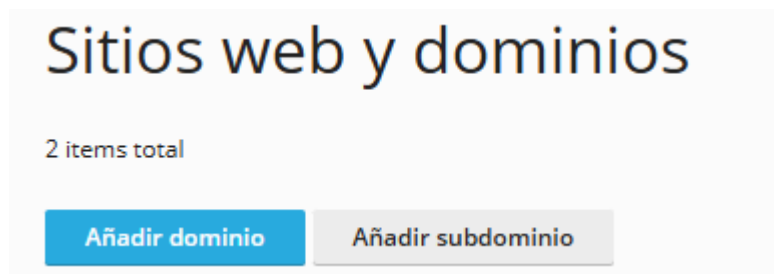 Sitios web y dominios
2 items total
Añadir dominio Añadir subdominio